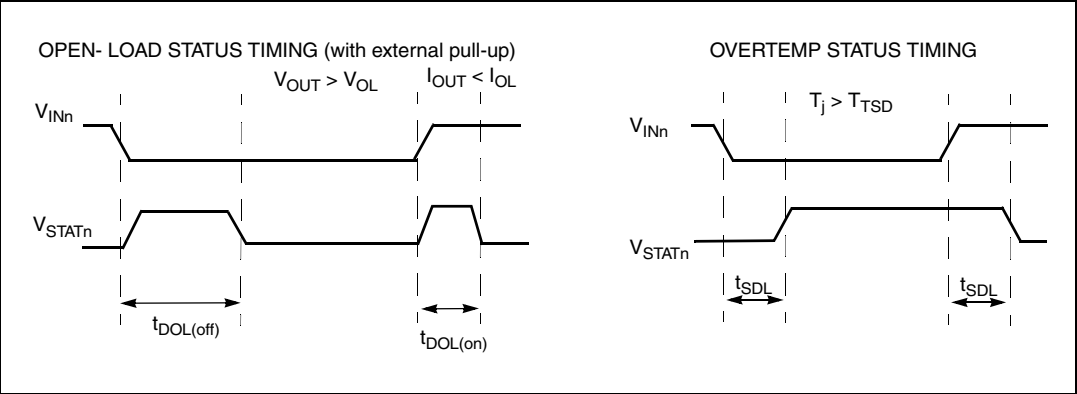 OPEN- LOAD STATUS TIMING (with external pull-up)
V_OUT > V_OL
I_OUT < I_OL
V_INn
V_STATn
t_DOL(off)
t_DOL(on)
OVERTEMP STATUS TIMING
T_j > T_TSD
V_INn
V_STATn
t_SDL
t_SDL